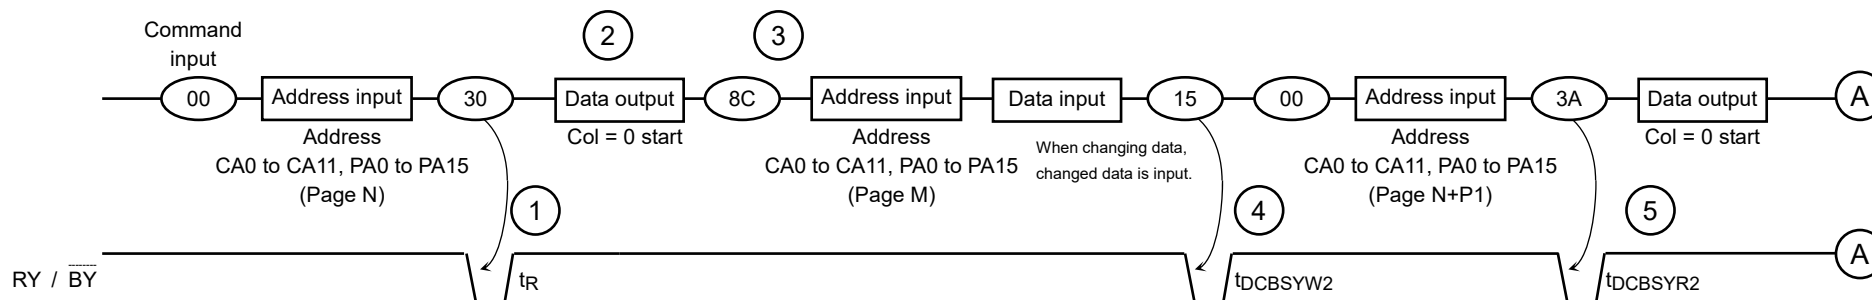 Command
input
2
3
00
Address input
30
Data output
8C
Address input
Data input
15
00
Address input
3A
Data output
A
Address
CA0 to CA11, PA0 to PA15
(Page N)
Col = 0 start
Address
CA0 to CA11, PA0 to PA15
(Page M)
When changing data,
changed data is input.
Address
CA0 to CA11, PA0 to PA15
(Page N+P1)
Col = 0 start
1
4
5
RY / BY
tR
tDCBSYW2
tDCBSYR2
A